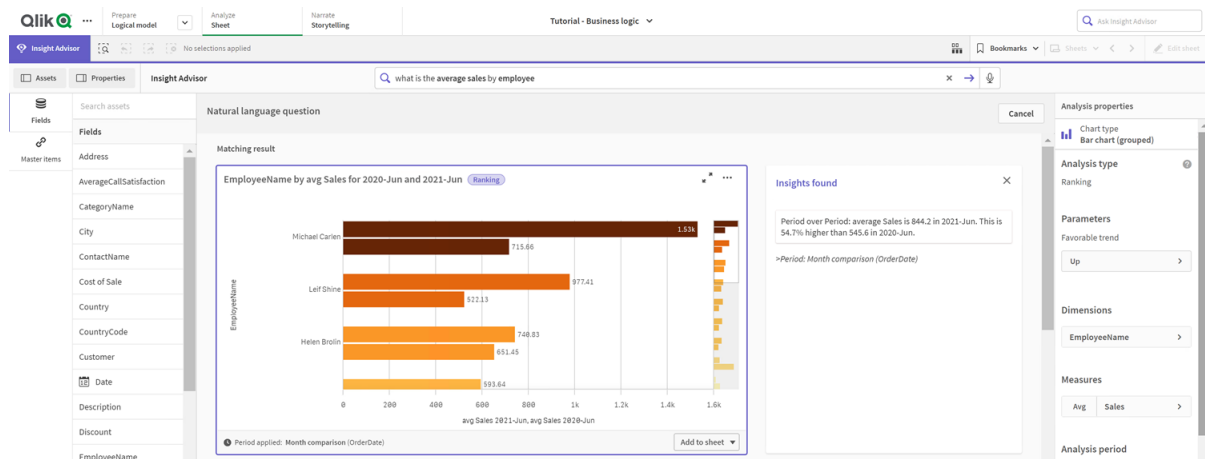 Qlik
Prepare
Logical model
Analyze
Sheet
Narrate
Storytelling
Tutorial - Business logic
Ask Insight Advisor
Insight Advisor
No selections applied
Bookmarks
Sheets
Edit sheet
Assets
Properties
Insight Advisor
what is the average sales by employee
Fields
Master items
Search assets
Fields
Address
AverageCallSatisfaction
CategoryName
City
ContactName
Cost of Sale
Country
CountryCode
Customer
Date
Description
Discount
EmployeeName
Natural language question
Cancel
Matching result
EmployeeName by avg Sales for 2020-Jun and 2021-Jun Ranking
EmployeeName
Michael Carlen
1.53k
715.66
Leif Shine
977.41
522.13
Helen Brolin
740.83
651.45
593.64
0 200 400 600 800 1k 1.2k 1.4k 1.6k
avg Sales 2021-Jun, avg Sales 2020-Jun
Period applied: Month comparison (OrderDate)
Add to sheet
Insights found
Period over Period: average Sales is 844.2 in 2021-Jun. This is
54.7% higher than 545.6 in 2020-Jun.
>Period: Month comparison (OrderDate)
Analysis properties
Chart type
Bar chart (grouped)
Analysis type
Ranking
Parameters
Favorable trend
Up
Dimensions
EmployeeName
Measures
Avg Sales
Analysis period